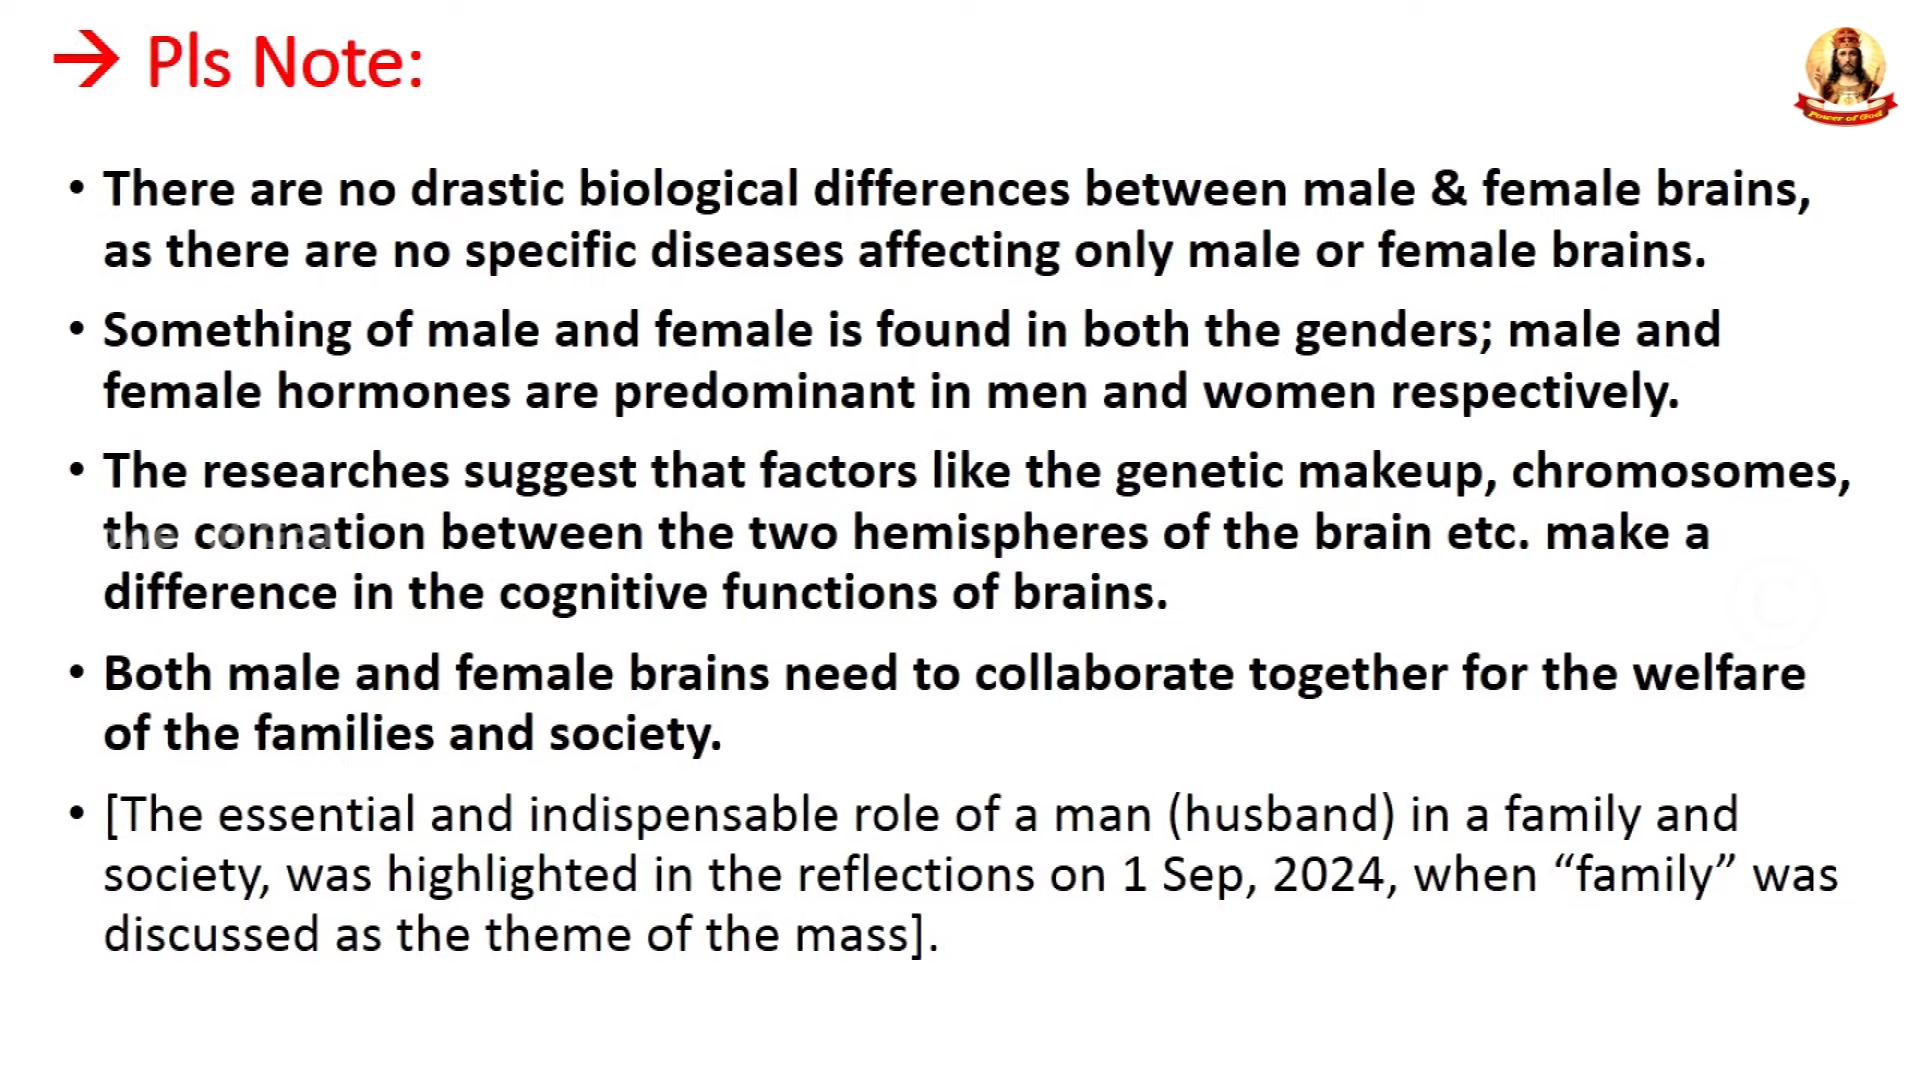 → Pls Note:
Power of God
• There are no drastic biological differences between male & female brains,
as there are no specific diseases affecting only male or female brains.
• Something of male and female is found in both the genders; male and
female hormones are predominant in men and women respectively.
• The researches suggest that factors like the genetic makeup, chromosomes,
the connation between the two hemispheres of the brain etc. make a
difference in the cognitive functions of brains.
• Both male and female brains need to collaborate together for the welfare
of the families and society.
• [The essential and indispensable role of a man (husband) in a family and
society, was highlighted in the reflections on 1 Sep, 2024, when “family” was
discussed as the theme of the mass].